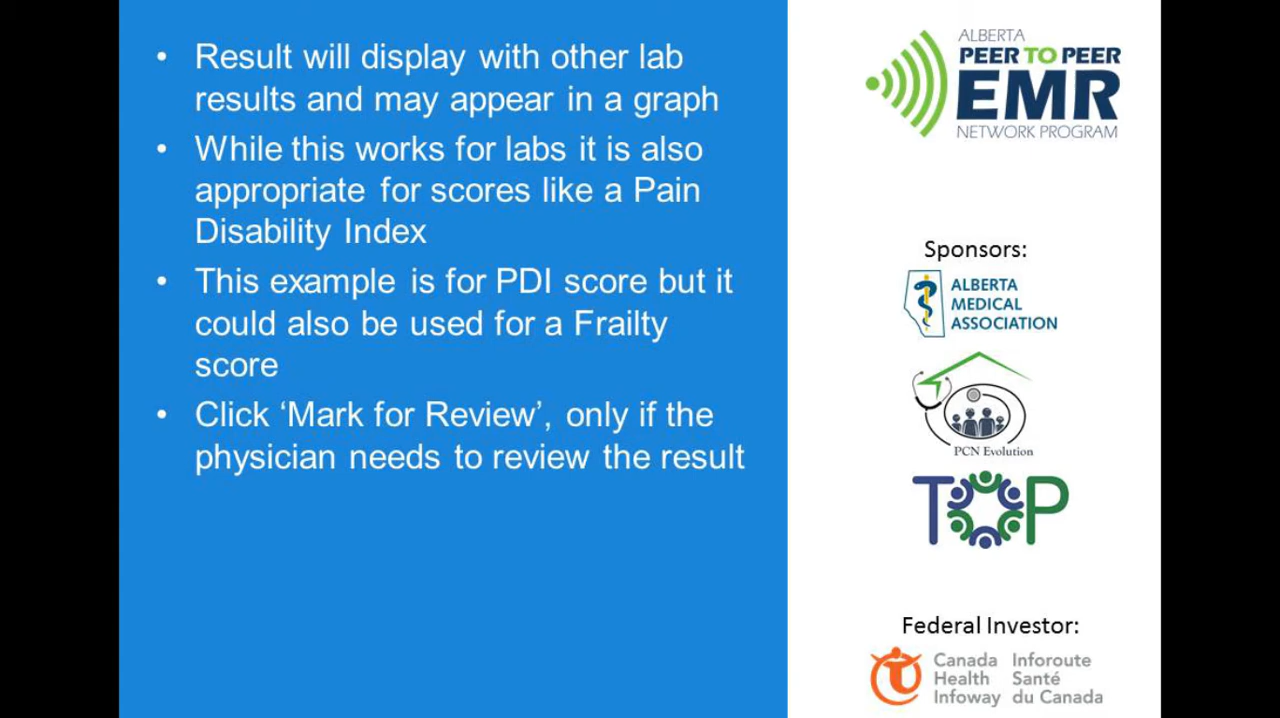 • Result will display with other lab
results and may appear in a graph
• While this works for labs it is also
appropriate for scores like a Pain
Disability Index
• This example is for PDI score but it
could also be used for a Frailty
score
• Click ‘Mark for Review’, only if the
physician needs to review the result
ALBERTA
PEER TO PEER
EMR
NETWORK PROGRAM
Sponsors:
ALBERTA
MEDICAL
ASSOCIATION
PCN Evolution
TOP
Federal Investor:
Canada
Health
Infoway
Inforoute
Santé
du Canada